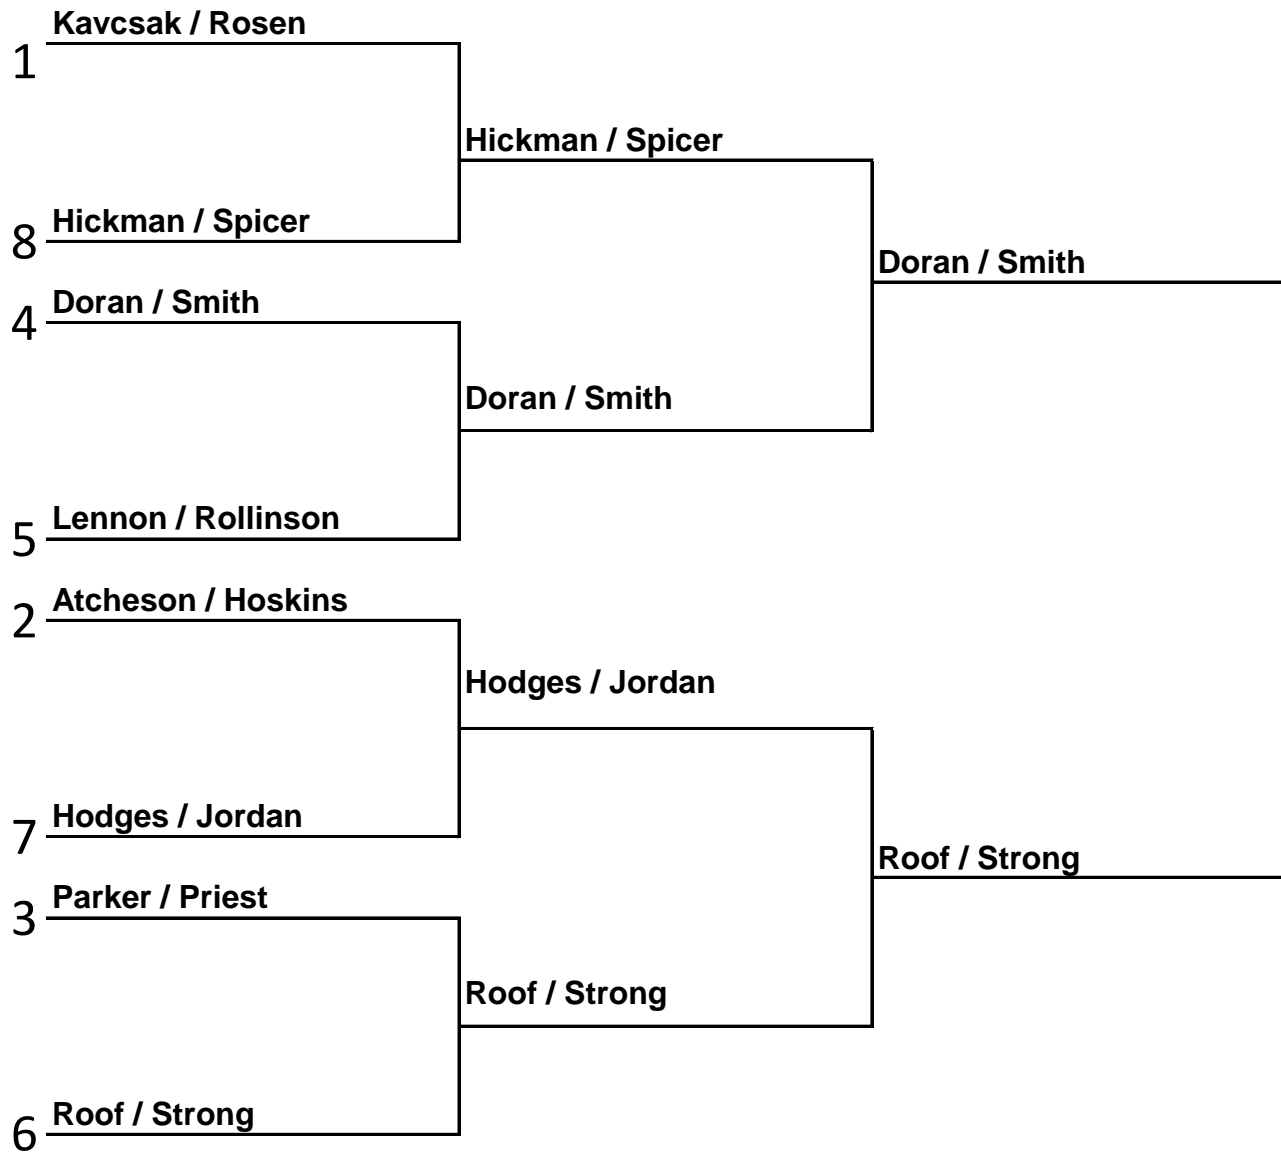 Kavcsak / Rosen
1
Hickman / Spicer
Hickman / Spicer
8
Doran / Smith
Doran / Smith
4
Doran / Smith
Lennon / Rollinson
5
Atcheson / Hoskins
2
Hodges / Jordan
Hodges / Jordan
7
Roof / Strong
Parker / Priest
3
Roof / Strong
Roof / Strong
6